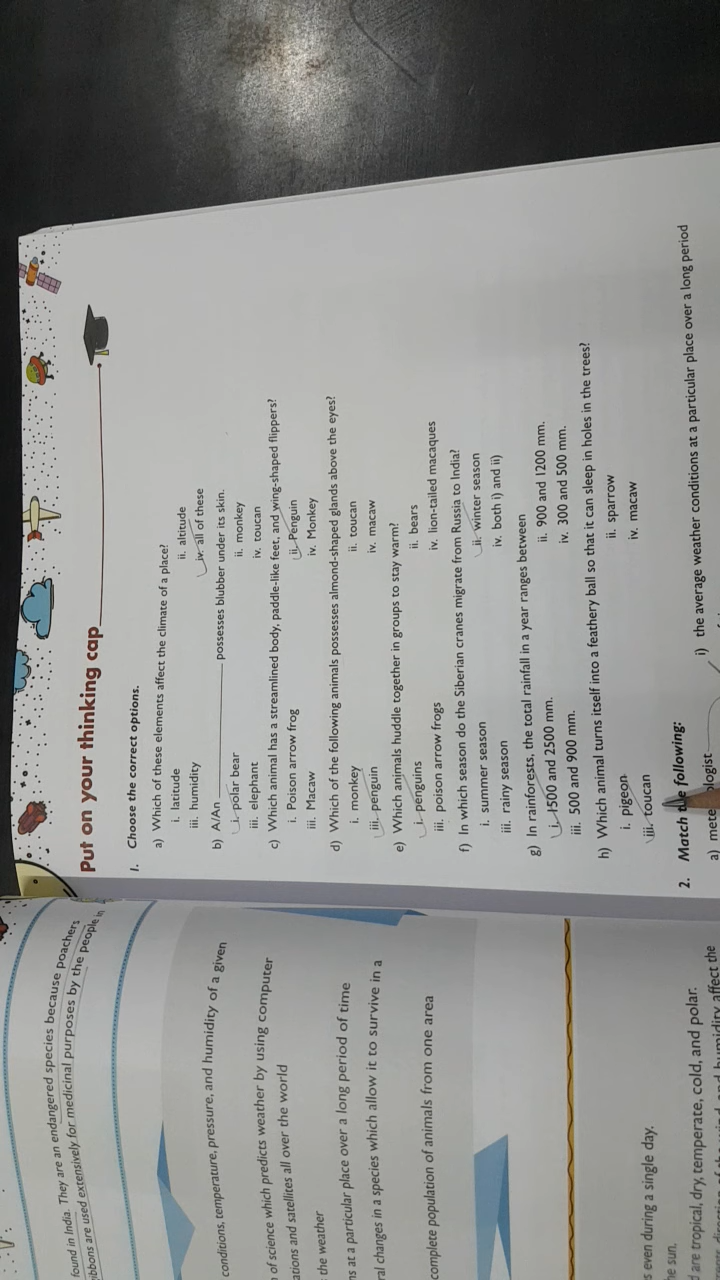 found in India. They are an endangered species because poachers
ibbons are used extensively for medicinal purposes by the people in
conditions, temperature, pressure, and humidity of a given
of science which predicts weather by using computer
ations and satellites all over the world
the weather
ns at a particular place over a long period of time
ral changes in a species which allow it to survive in a
complete population of animals from one area
even during a single day.
e sun.
d are tropical, dry, temperate, cold, and polar.
humidity affect the
Put on your thinking cap
1. Choose the correct options.
a) Which of these elements affect the climate of a place?
i. latitude ii. altitude
iii. humidity iv. all of these
b) A/An ____________ possesses blubber under its skin.
i. polar bear ii. monkey
iii. elephant iv. toucan
c) Which animal has a streamlined body, paddle-like feet, and wing-shaped flippers?
i. Poison arrow frog ii. Penguin
iii. Macaw iv. Monkey
d) Which of the following animals possesses almond-shaped glands above the eyes?
i. monkey ii. toucan
iii. penguin iv. macaw
e) Which animals huddle together in groups to stay warm?
i. penguins ii. bears
iii. poison arrow frogs iv. lion-tailed macaques
f) In which season do the Siberian cranes migrate from Russia to India?
i. summer season ii. winter season
iii. rainy season iv. both i) and ii)
g) In rainforests, the total rainfall in a year ranges between
i. 1500 and 2500 mm. ii. 900 and 1200 mm.
iii. 500 and 900 mm. iv. 300 and 500 mm.
h) Which animal turns itself into a feathery ball so that it can sleep in holes in the trees?
i. pigeon ii. sparrow
iii. toucan iv. macaw
2. Match the following:
a) mete ologist i) the average weather conditions at a particular place over a long period